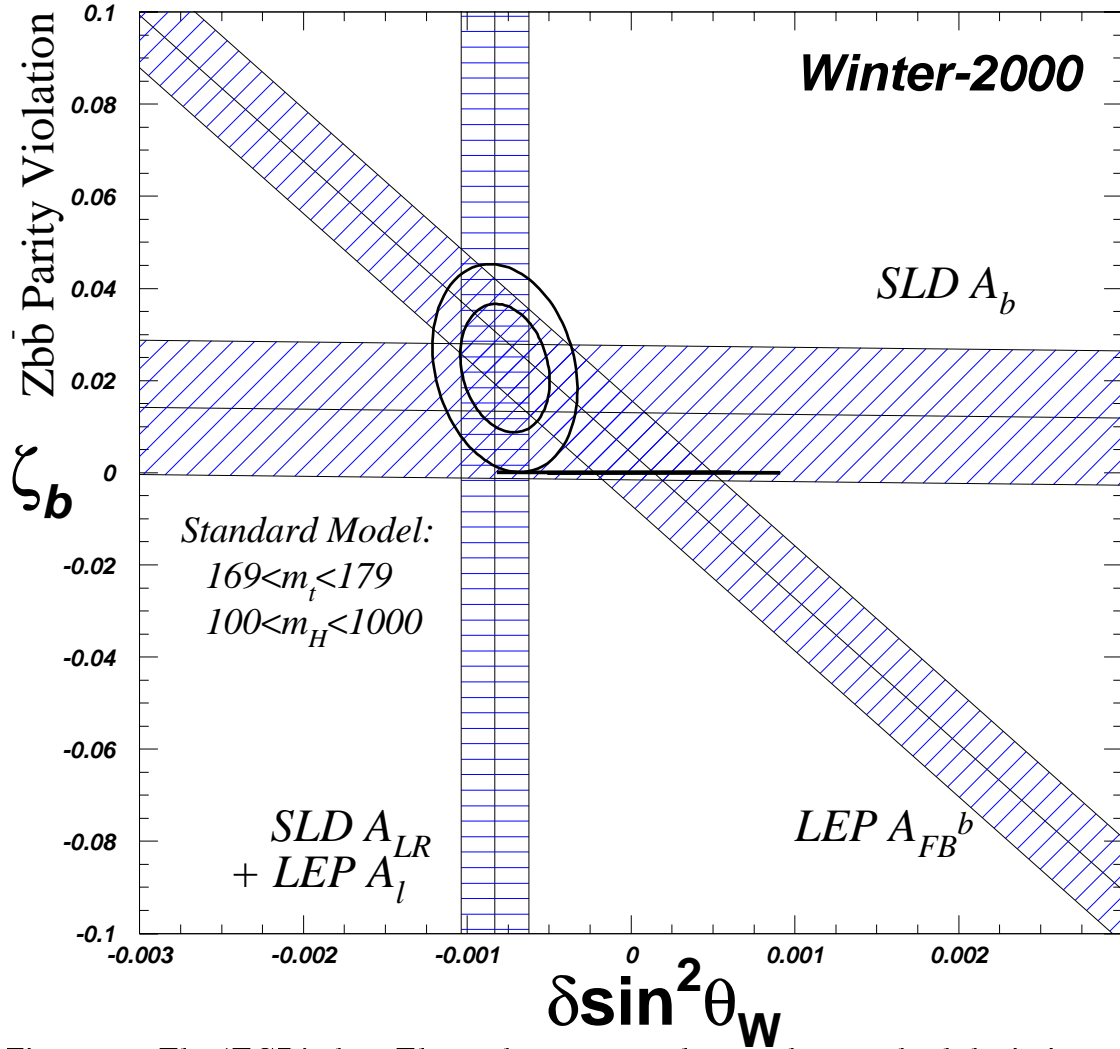 Winter-2000
0.1
0.08
0.06
0.04
0.02
0
-0.02
-0.04
-0.06
-0.08
-0.1
Zbb̄ Parity Violation
ζb
SLD Ab
Standard Model:
169<mt<179
100<mH<1000
SLD ALR
+ LEP Al
LEP AFBb
-0.003
-0.002
-0.001
0
0.001
0.002
δsin2θW